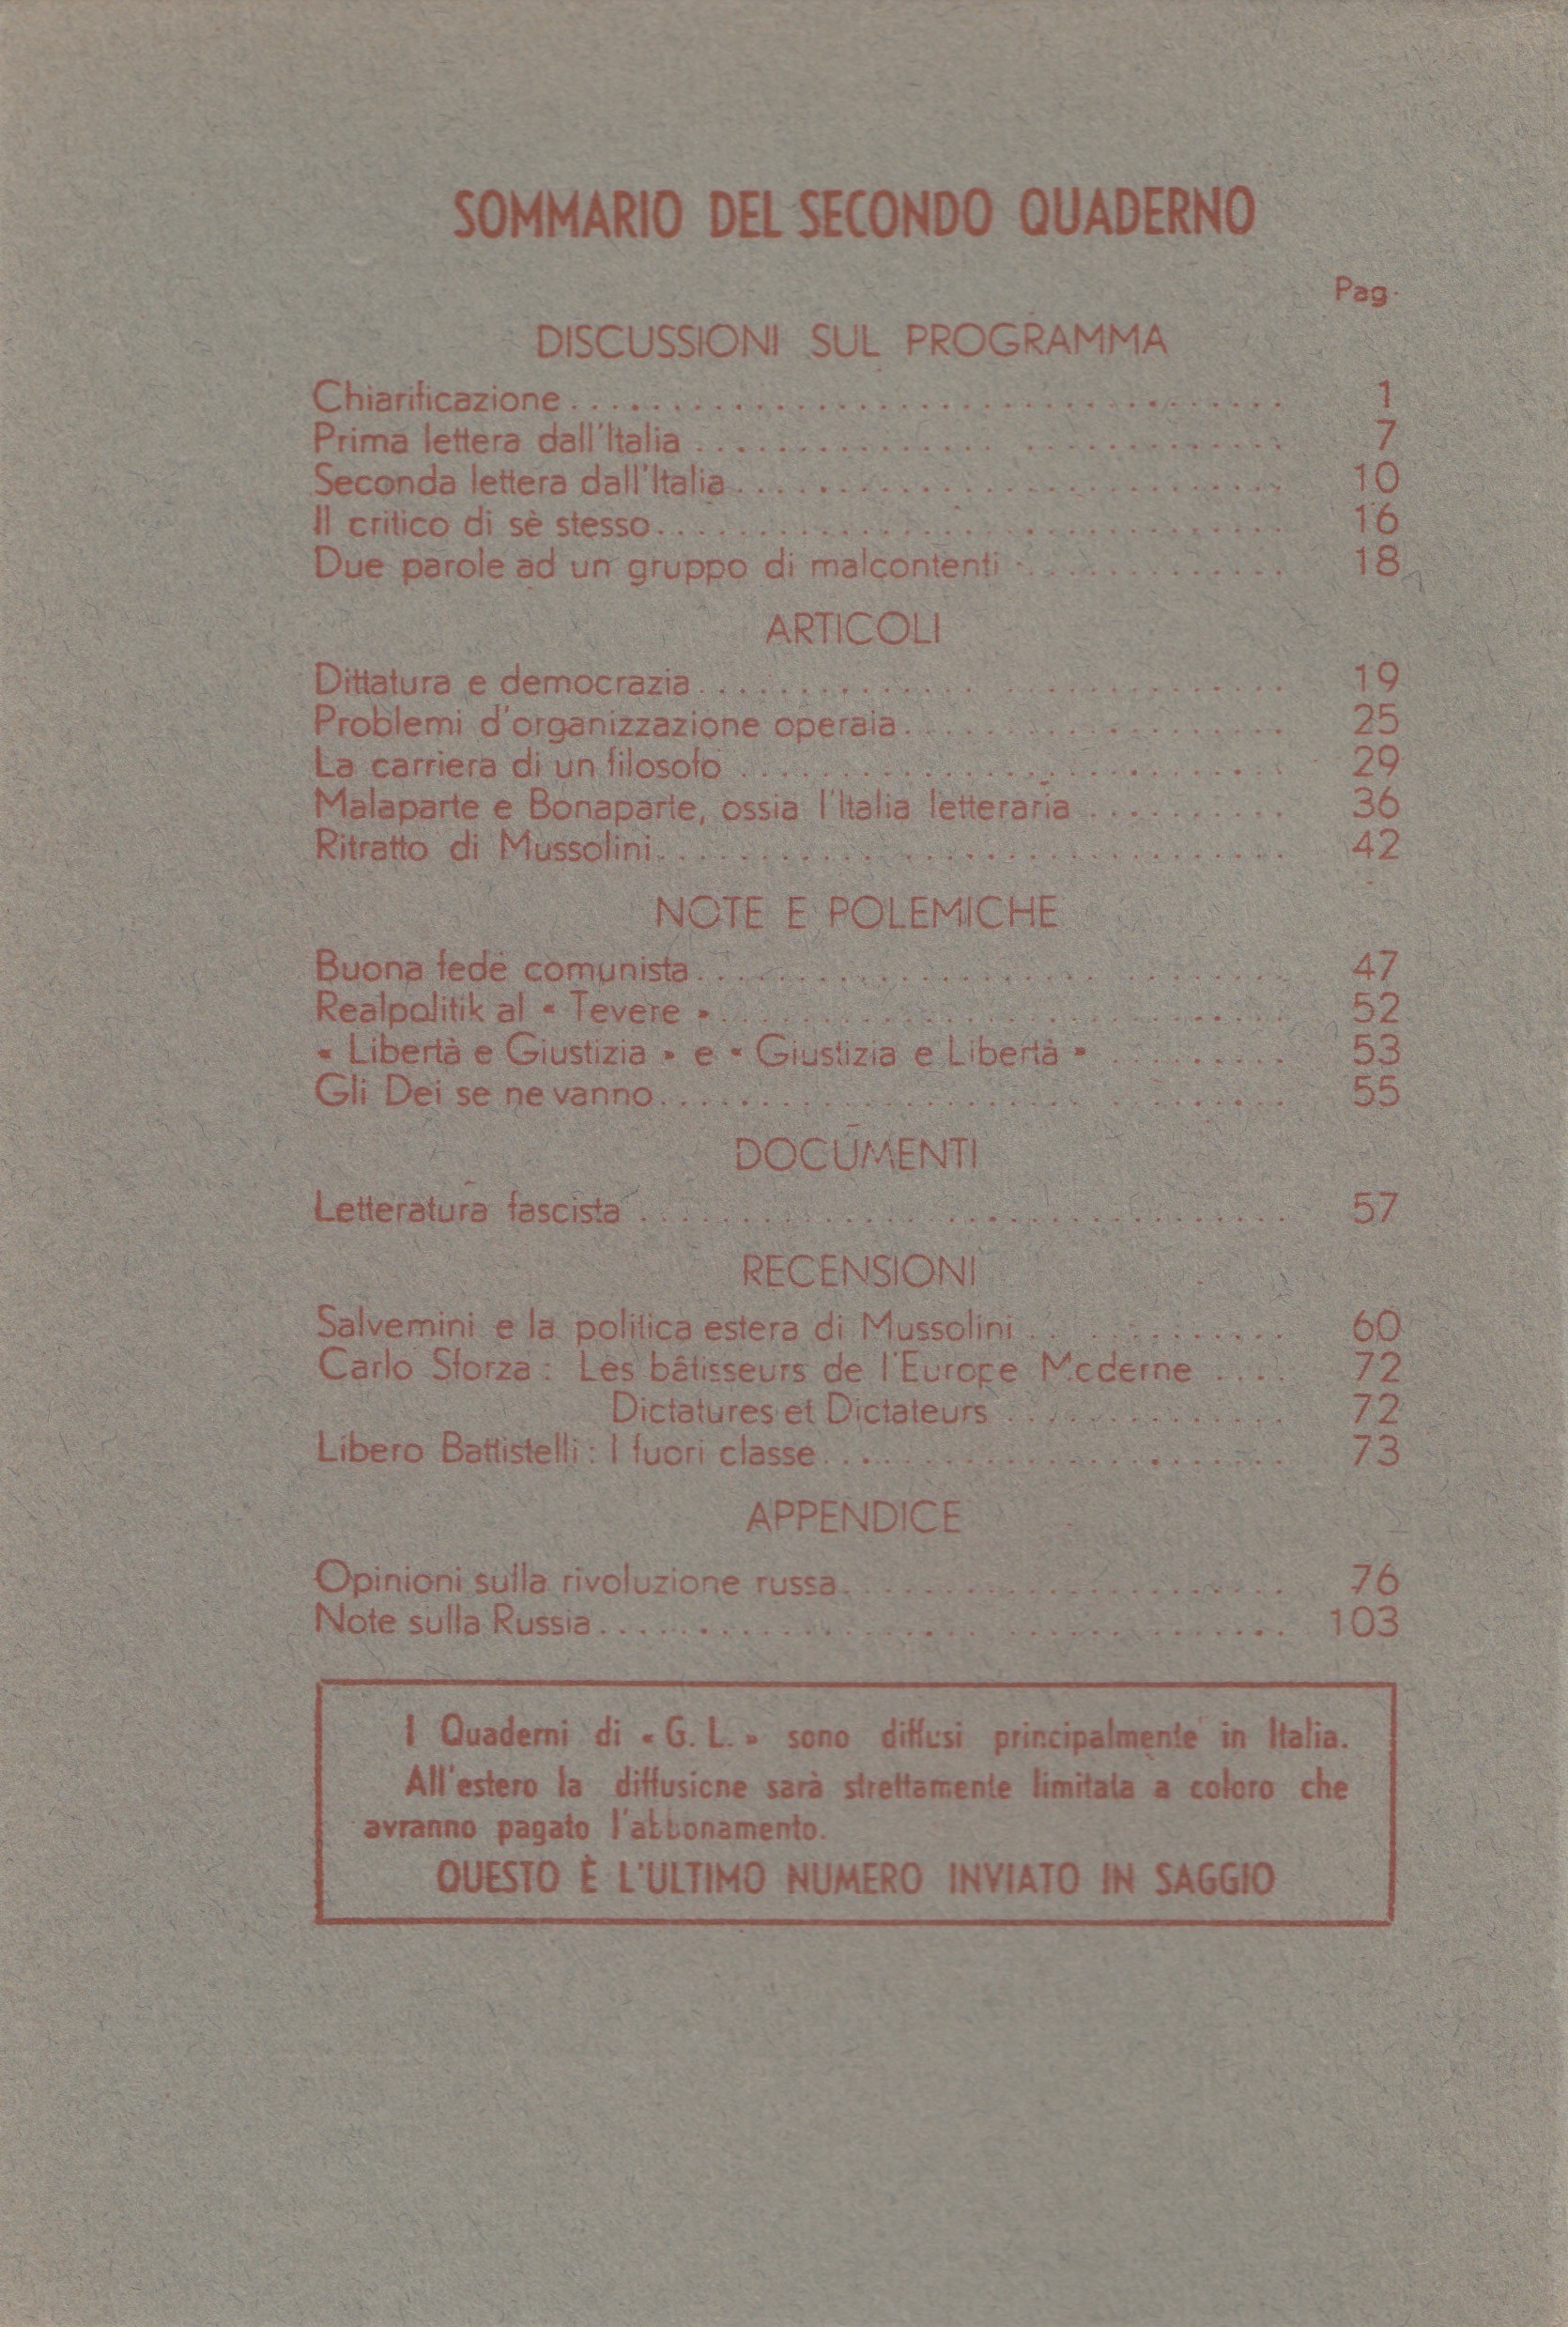 SOMMARIO DEL SECONDO QUADERNO
Pag.
DISCUSSIONI SUL PROGRAMMA
Chiarificazione . . . . . . . . . . . . . . . . . . . . 1
Prima lettera dall'Italia . . . . . . . . . . . . . . . . . . . . 7
Seconda lettera dall'Italia . . . . . . . . . . . . . . . . . . . . 10
Il critico di sè stesso . . . . . . . . . . . . . . . . . . . . 16
Due parole ad un gruppo di malcontenti . . . . . . . . . . . . 18
ARTICOLI
Dittatura e democrazia . . . . . . . . . . . . . . . . . . . . 19
Problemi d'organizzazione operaia . . . . . . . . . . . . . . . . 25
La carriera di un filosofo . . . . . . . . . . . . . . . . . . . . 29
Malaparte e Bonaparte, ossia l'Italia letteraria . . . . . . . . . . 36
Ritratto di Mussolini . . . . . . . . . . . . . . . . . . . . 42
NOTE E POLEMICHE
Buona fede comunista . . . . . . . . . . . . . . . . . . . . 47
Realpolitik al « Tevere » . . . . . . . . . . . . . . . . . . . . 52
« Libertà e Giustizia » e « Giustizia e Libertà » . . . . . . . . . 53
Gli Dei se ne vanno . . . . . . . . . . . . . . . . . . . . 55
DOCUMENTI
Letteratura fascista . . . . . . . . . . . . . . . . . . . . 57
RECENSIONI
Salvemini e la politica estera di Mussolini . . . . . . . . . . . . 60
Carlo Sforza : Les bâtisseurs de l'Europe Moderne . . . . 72
Dictatures et Dictateurs . . . . . . . . . . . . . . 72
Libero Battistelli : I fuori classe . . . . . . . . . . . . . . . . . . . . 73
APPENDICE
Opinioni sulla rivoluzione russa . . . . . . . . . . . . . . . . . . . . 76
Note sulla Russia . . . . . . . . . . . . . . . . . . . . 103
I Quaderni di « G. L. » sono diffusi principalmente in Italia.
All'estero la diffusione sarà strettamente limitata a coloro che
avranno pagato l'abbonamento.
QUESTO È L'ULTIMO NUMERO INVIATO IN SAGGIO